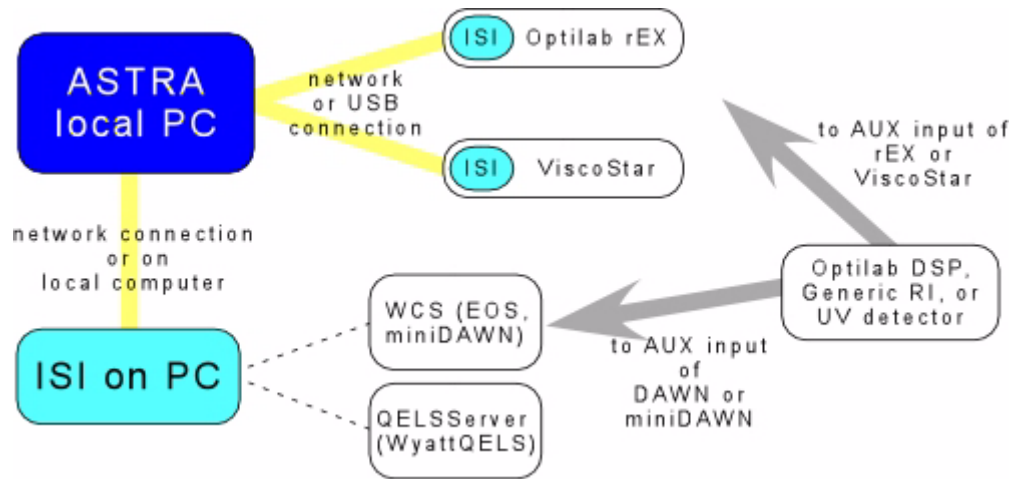 ASTRA
local PC
ISI Optilab rEX
network
or USB
connection
ISI ViscoStar
to AUX input of
rEX or
ViscoStar
network connection
or on
local computer
Optilab DSP,
Generic RI, or
UV detector
WCS (EOS,
miniDAWN)
to AUX input
of
DAWN or
miniDAWN
ISI on PC
QELSServer
(WyattQELS)